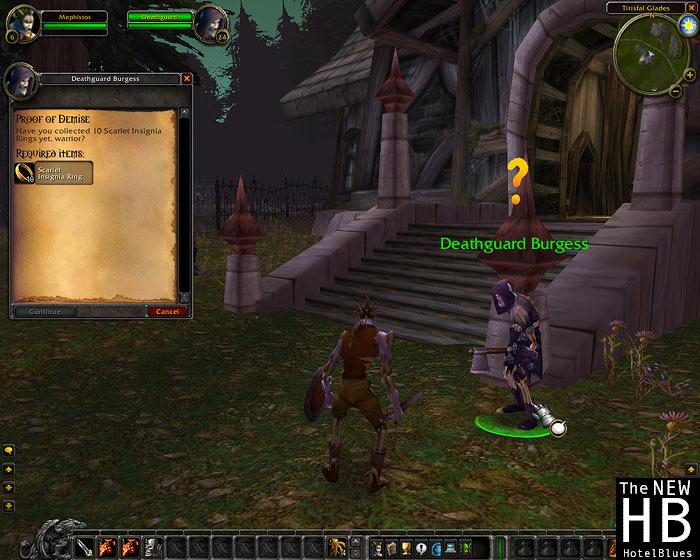 Mephistos
Deathguard
6
24
Tirisfal Glades
N
Deathguard Burgess
Proof of Demise
Have you collected 10 Scarlet Insignia
Rings yet, warrior?
Required items:
Scarlet
Insignia Ring
10
Continue
Cancel
?
Deathguard Burgess
The NEW
HB
HotelBlues